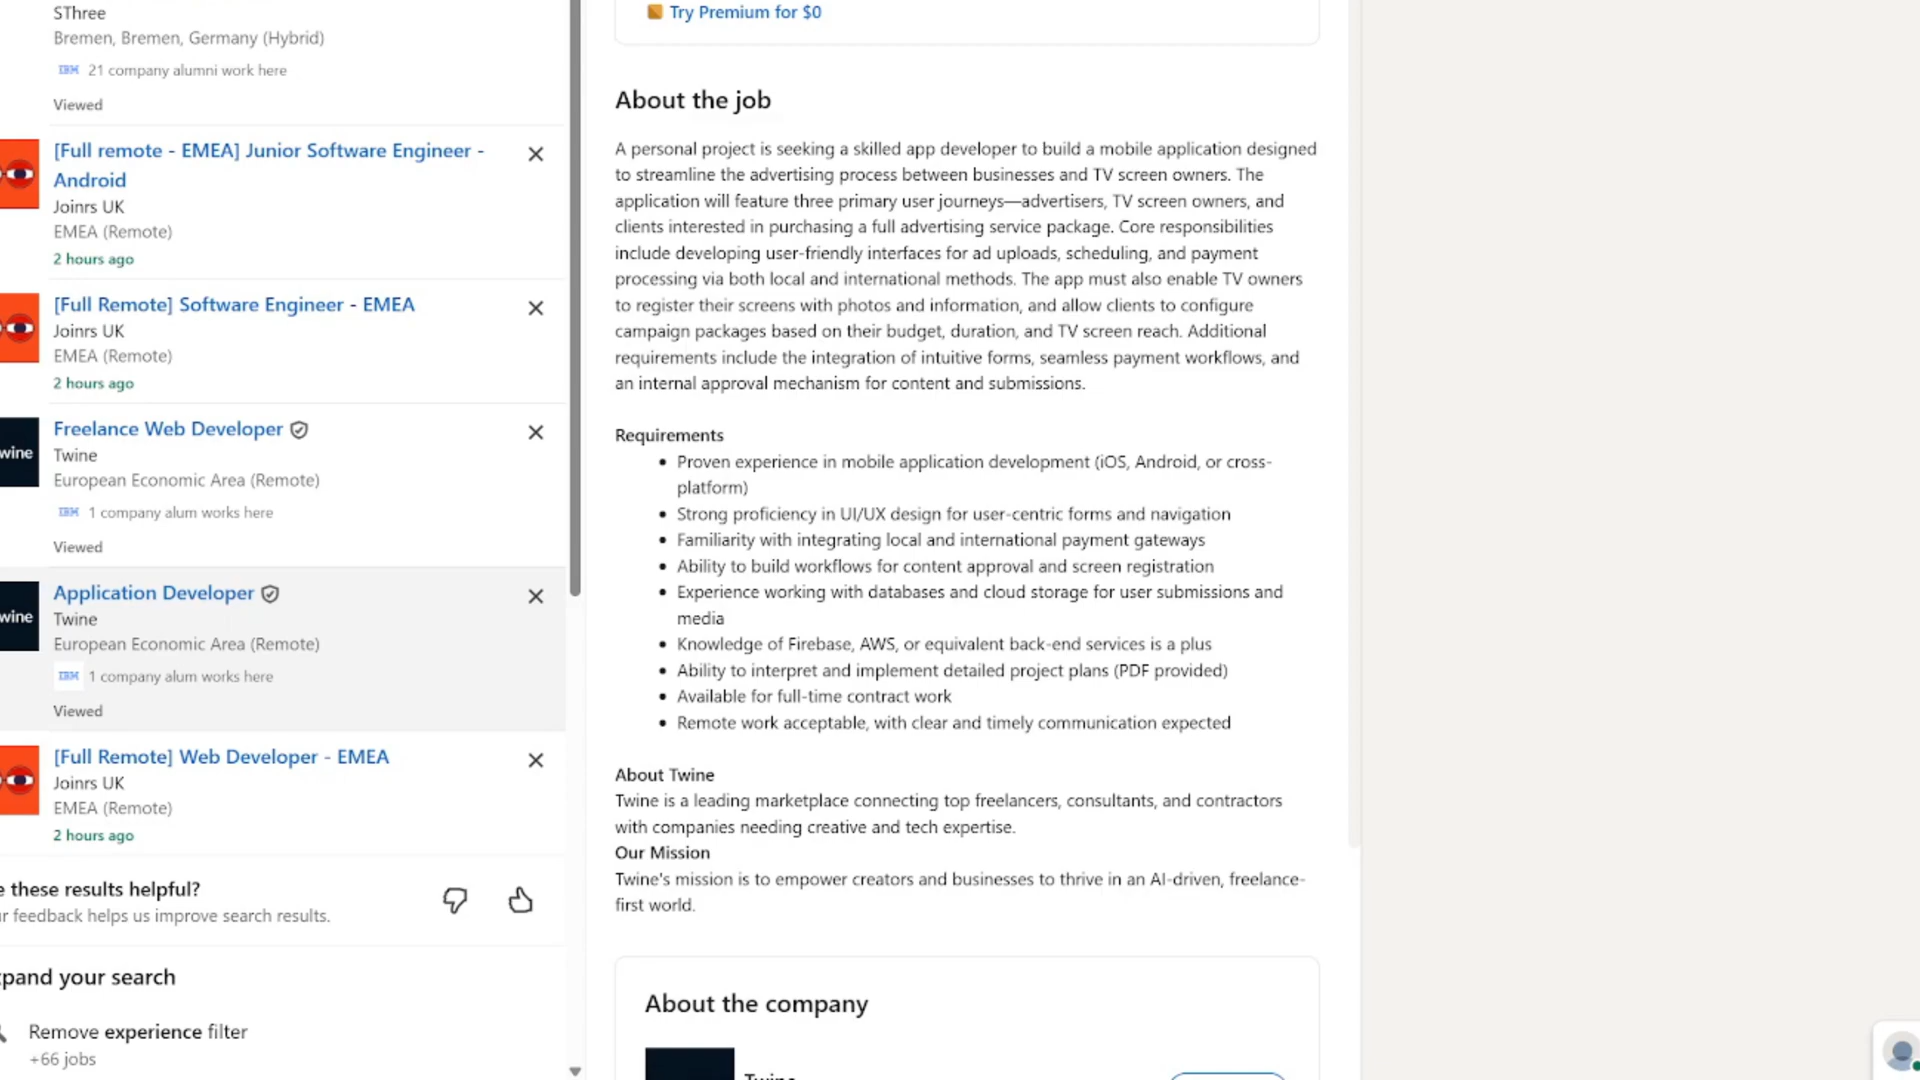 SThree
Bremen, Bremen, Germany (Hybrid)
IBM 21 company alumni work here
Viewed
[Full remote - EMEA] Junior Software Engineer -
Android
Joinrs UK
EMEA (Remote)
2 hours ago
[Full Remote] Software Engineer - EMEA
Joinrs UK
EMEA (Remote)
2 hours ago
wine
Freelance Web Developer
Twine
European Economic Area (Remote)
IBM 1 company alum works here
Viewed
wine
Application Developer
Twine
European Economic Area (Remote)
IBM 1 company alum works here
Viewed
[Full Remote] Web Developer - EMEA
Joinrs UK
EMEA (Remote)
2 hours ago
e these results helpful?
r feedback helps us improve search results.
pand your search
Remove experience filter
+66 jobs
Try Premium for $0
About the job
A personal project is seeking a skilled app developer to build a mobile application designed
to streamline the advertising process between businesses and TV screen owners. The
application will feature three primary user journeys—advertisers, TV screen owners, and
clients interested in purchasing a full advertising service package. Core responsibilities
include developing user-friendly interfaces for ad uploads, scheduling, and payment
processing via both local and international methods. The app must also enable TV owners
to register their screens with photos and information, and allow clients to configure
campaign packages based on their budget, duration, and TV screen reach. Additional
requirements include the integration of intuitive forms, seamless payment workflows, and
an internal approval mechanism for content and submissions.
Requirements
• Proven experience in mobile application development (iOS, Android, or cross-
platform)
• Strong proficiency in UI/UX design for user-centric forms and navigation
• Familiarity with integrating local and international payment gateways
• Ability to build workflows for content approval and screen registration
• Experience working with databases and cloud storage for user submissions and
media
• Knowledge of Firebase, AWS, or equivalent back-end services is a plus
• Ability to interpret and implement detailed project plans (PDF provided)
• Available for full-time contract work
• Remote work acceptable, with clear and timely communication expected
About Twine
Twine is a leading marketplace connecting top freelancers, consultants, and contractors
with companies needing creative and tech expertise.
Our Mission
Twine's mission is to empower creators and businesses to thrive in an AI-driven, freelance-
first world.
About the company
Twine